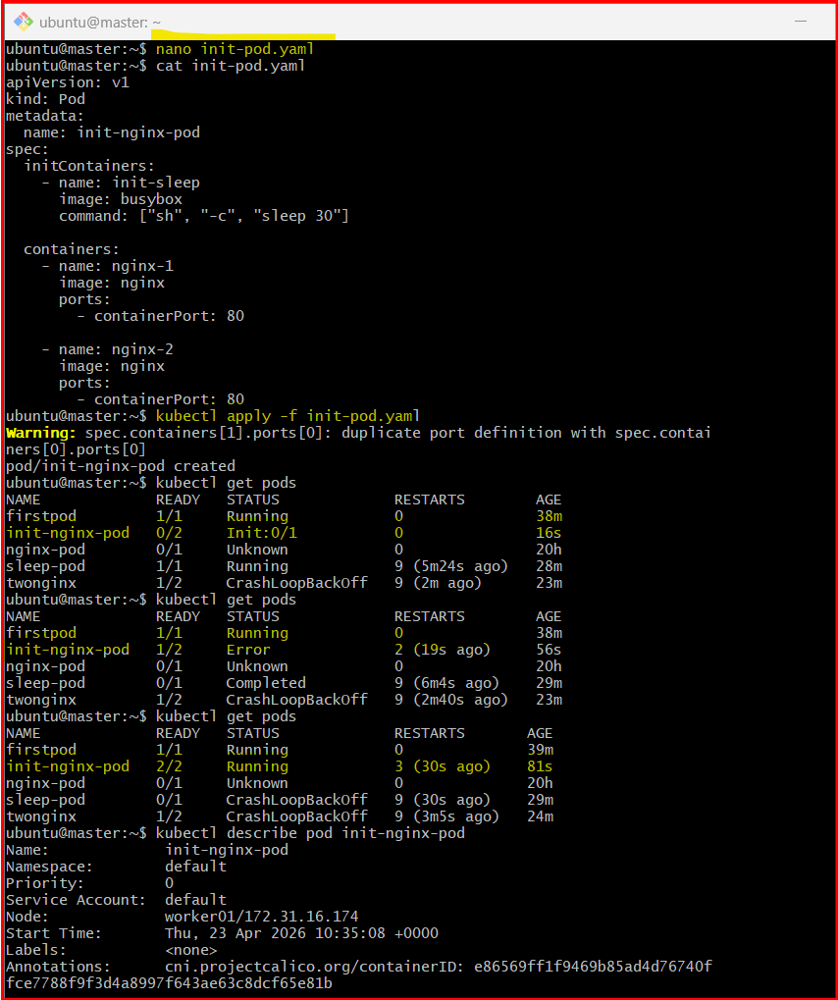 ubuntu@master: ~
ubuntu@master:~$ nano init-pod.yaml
ubuntu@master:~$ cat init-pod.yaml
apiVersion: v1
kind: Pod
metadata:
  name: init-nginx-pod
spec:
  initContainers:
    - name: init-sleep
      image: busybox
      command: ["sh", "-c", "sleep 30"]

  containers:
    - name: nginx-1
      image: nginx
      ports:
        - containerPort: 80

    - name: nginx-2
      image: nginx
      ports:
        - containerPort: 80
ubuntu@master:~$ kubectl apply -f init-pod.yaml
Warning: spec.containers[1].ports[0]: duplicate port definition with spec.contai
ners[0].ports[0]
pod/init-nginx-pod created
ubuntu@master:~$ kubectl get pods
NAME             READY   STATUS             RESTARTS        AGE
firstpod         1/1     Running            0               38m
init-nginx-pod   0/2     Init:0/1           0               16s
nginx-pod        0/1     Unknown            0               20h
sleep-pod        1/1     Running            9 (5m24s ago)   28m
twonginx         1/2     CrashLoopBackOff   9 (2m ago)      23m
ubuntu@master:~$ kubectl get pods
NAME             READY   STATUS             RESTARTS        AGE
firstpod         1/1     Running            0               38m
init-nginx-pod   1/2     Error              2 (19s ago)     56s
nginx-pod        0/1     Unknown            0               20h
sleep-pod        0/1     Completed          9 (6m4s ago)    29m
twonginx         1/2     CrashLoopBackOff   9 (2m40s ago)   23m
ubuntu@master:~$ kubectl get pods
NAME             READY   STATUS             RESTARTS       AGE
firstpod         1/1     Running            0              39m
init-nginx-pod   2/2     Running            3 (30s ago)    81s
nginx-pod        0/1     Unknown            0              20h
sleep-pod        0/1     CrashLoopBackOff   9 (30s ago)    29m
twonginx         1/2     CrashLoopBackOff   9 (3m5s ago)   24m
ubuntu@master:~$ kubectl describe pod init-nginx-pod
Name:             init-nginx-pod
Namespace:        default
Priority:         0
Service Account:  default
Node:             worker01/172.31.16.174
Start Time:       Thu, 23 Apr 2026 10:35:08 +0000
Labels:           <none>
Annotations:      cni.projectcalico.org/containerID: e86569ff1f9469b85ad4d76740f
fce7788f9f3d4a8997f643ae63c8dcf65e81b